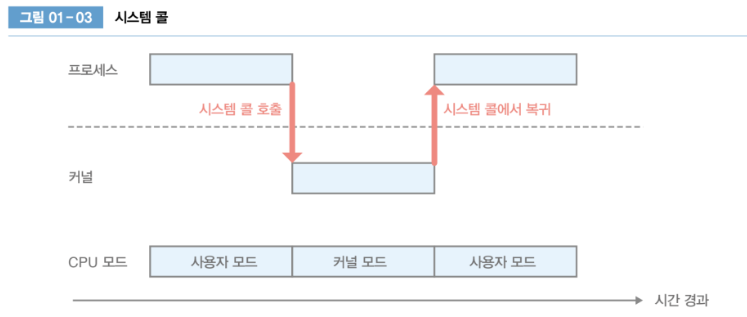 그림 01-03 시스템 콜
프로세스
시스템 콜 호출
시스템 콜에서 복귀
커널
CPU 모드
사용자 모드
커널 모드
사용자 모드
시간 경과